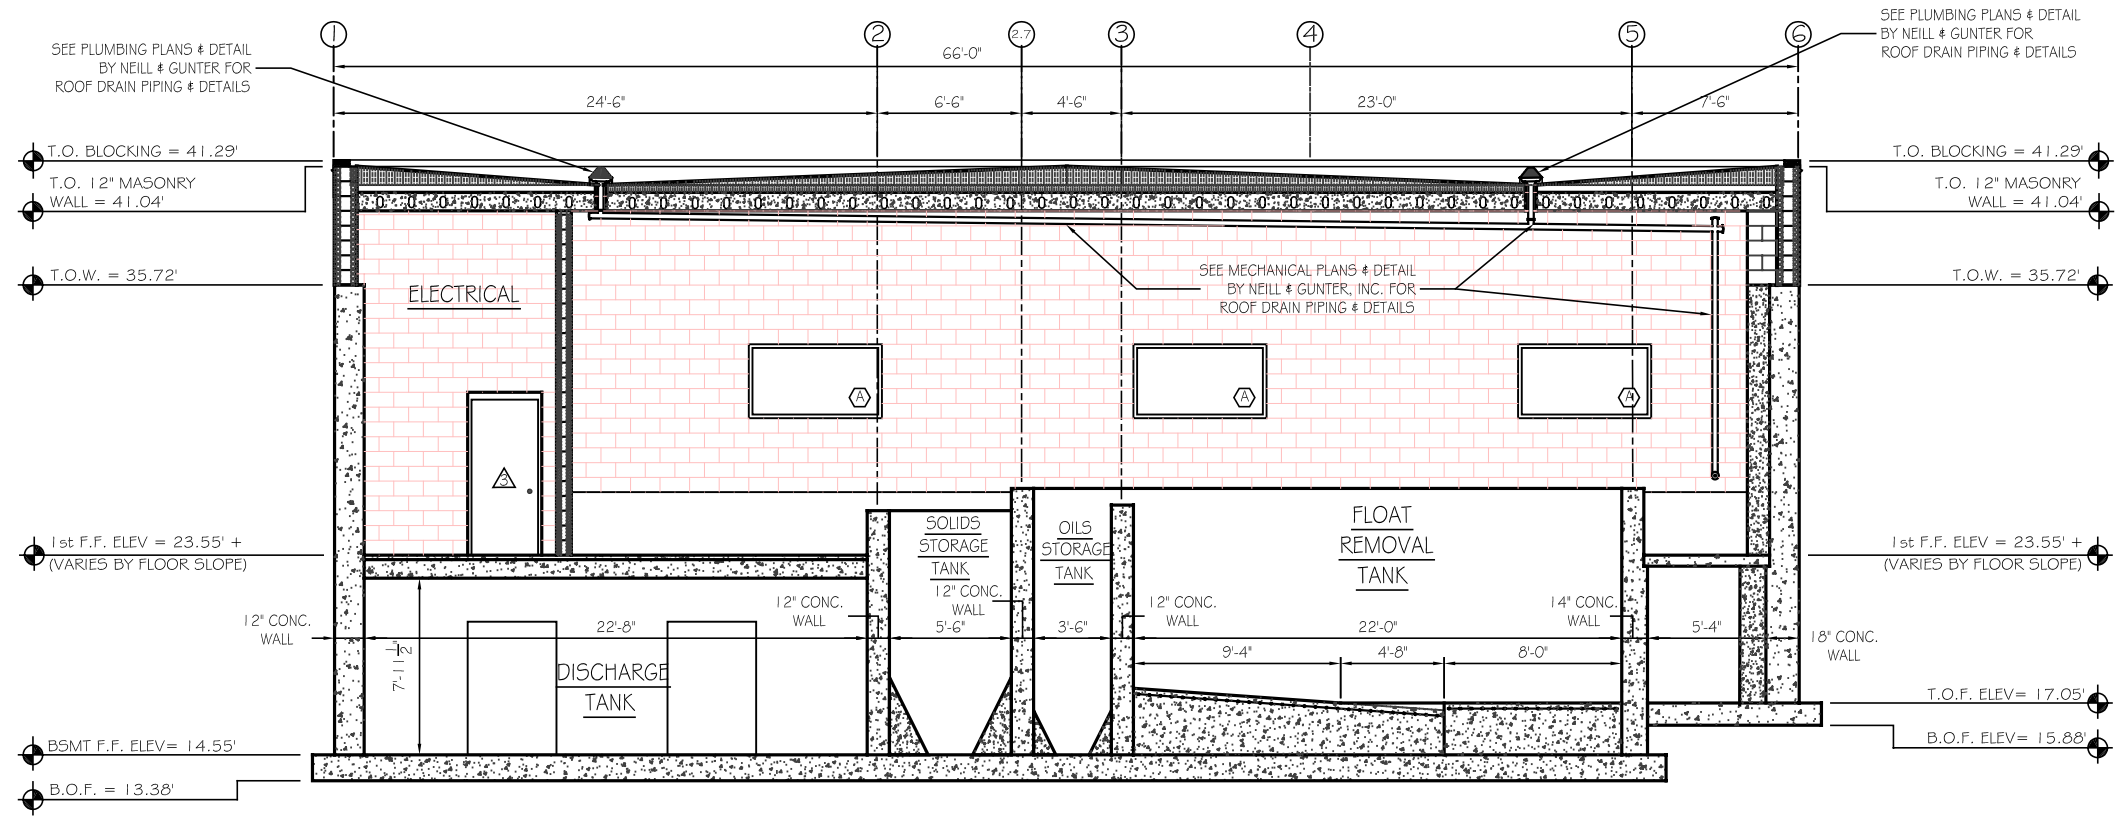 SEE PLUMBING PLANS & DETAIL
BY NEILL & GUNTER FOR
ROOF DRAIN PIPING & DETAILS
1
2
2.7
3
4
5
6
SEE PLUMBING PLANS & DETAIL
BY NEILL & GUNTER FOR
ROOF DRAIN PIPING & DETAILS
66'-0"
24'-6"
6'-6"
4'-6"
23'-0"
7'-6"
T.O. BLOCKING = 41.29'
T.O. 12" MASONRY
WALL = 41.04'
T.O.W. = 35.72'
T.O. BLOCKING = 41.29'
T.O. 12" MASONRY
WALL = 41.04'
T.O.W. = 35.72'
ELECTRICAL
SEE MECHANICAL PLANS & DETAIL
BY NEILL & GUNTER, INC. FOR
ROOF DRAIN PIPING & DETAILS
A
A
A
3
1st F.F. ELEV = 23.55' +
(VARIES BY FLOOR SLOPE)
SOLIDS
STORAGE
TANK
OILS
STORAGE
TANK
FLOAT
REMOVAL
TANK
1st F.F. ELEV = 23.55' +
(VARIES BY FLOOR SLOPE)
12" CONC.
WALL
12" CONC.
WALL
12" CONC.
WALL
12" CONC.
WALL
14" CONC.
WALL
18" CONC.
WALL
22'-8"
5'-6"
3'-6"
22'-0"
5'-4"
9'-4"
4'-8"
8'-0"
7'-11 1/2"
DISCHARGE
TANK
BSMT F.F. ELEV= 14.55'
B.O.F. = 13.38'
T.O.F. ELEV= 17.05'
B.O.F. ELEV= 15.88'